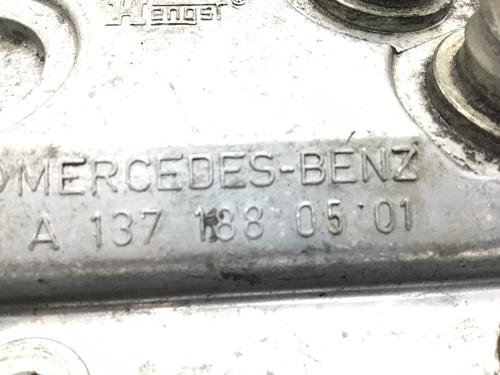 Hengst®
MERCEDES-BENZ
A 137 188 05 01